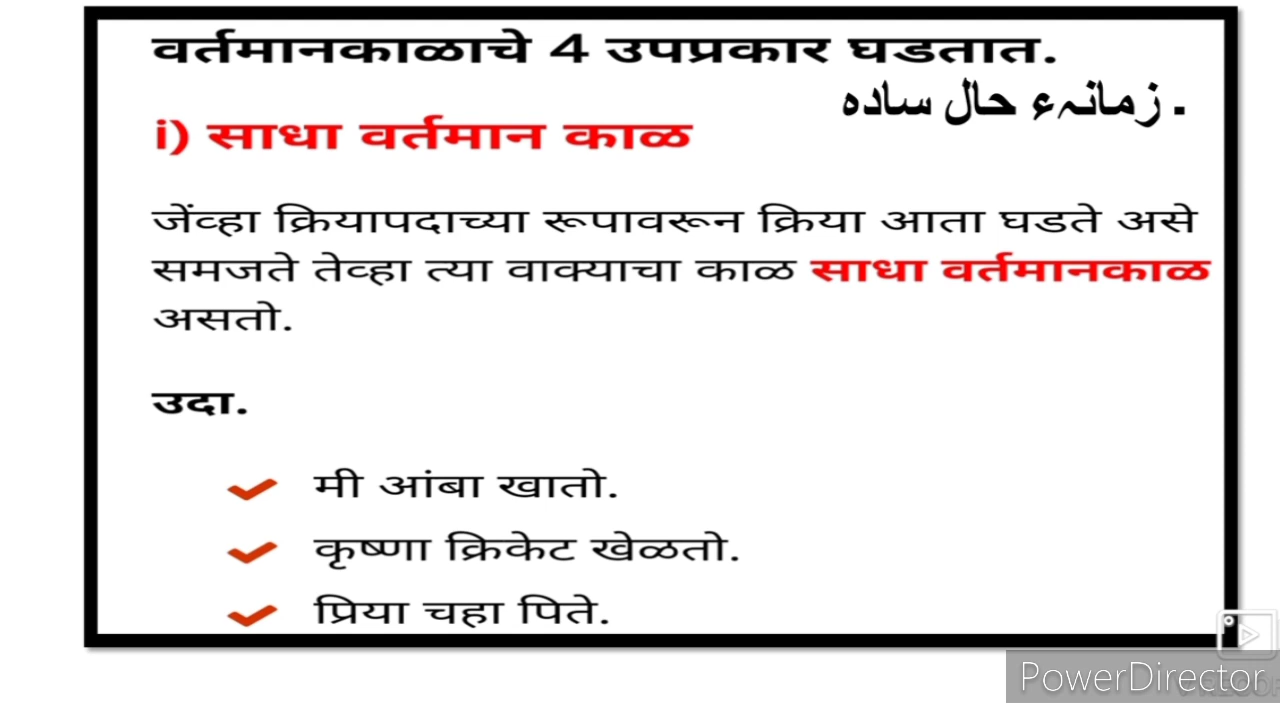 वर्तमानकाळाचे 4 उपप्रकार घडतात.
زمانہء حال سادہ .
i) साधा वर्तमान काळ
जेंव्हा क्रियापदाच्या रूपावरून क्रिया आता घडते असे
समजते तेव्हा त्या वाक्याचा काळ साधा वर्तमानकाळ
असतो.
उदा.
मी आंबा खातो.
कृष्णा क्रिकेट खेळतो.
प्रिया चहा पिते.
PowerDirector